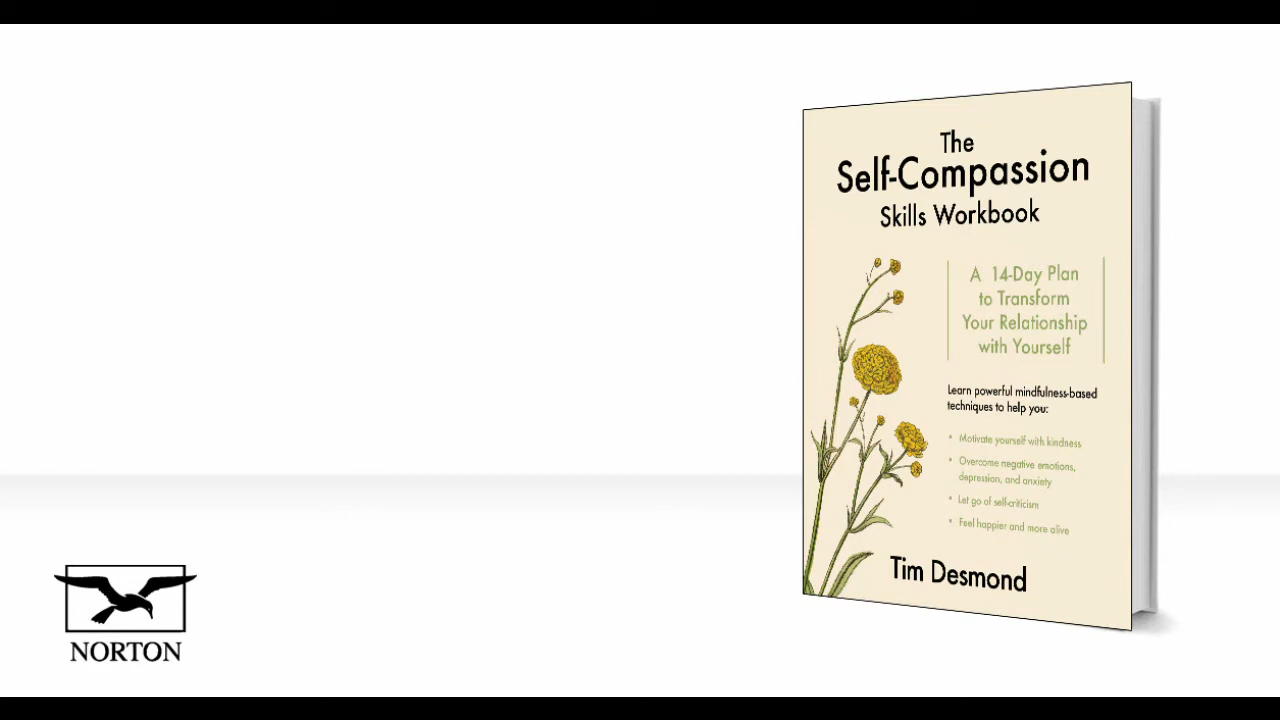 The
Self-Compassion
Skills Workbook
A 14-Day Plan
to Transform
Your Relationship
with Yourself
Learn powerful mindfulness-based
techniques to help you:
• Motivate yourself with kindness
• Overcome negative emotions,
depression, and anxiety
• Let go of self-criticism
• Feel happier and more alive
Tim Desmond
NORTON